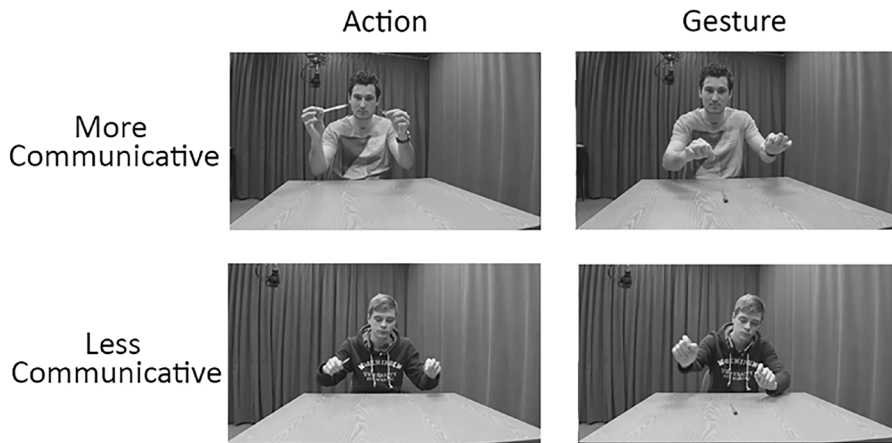 Action
Gesture
More
Communicative
Less
Communicative